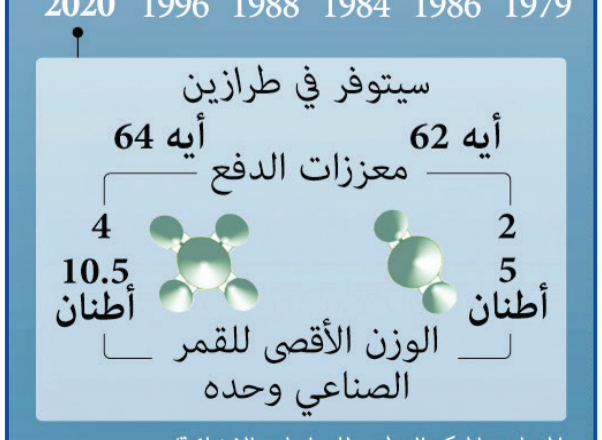 1979 1986 1984 1988 1996 2020
سيتوفر في طرازين
أيه 62 أيه 64
معززات الدفع
2 4
5 10.5
أطنان أطنان
الوزن الأقصى للقمر
الصناعي وحده